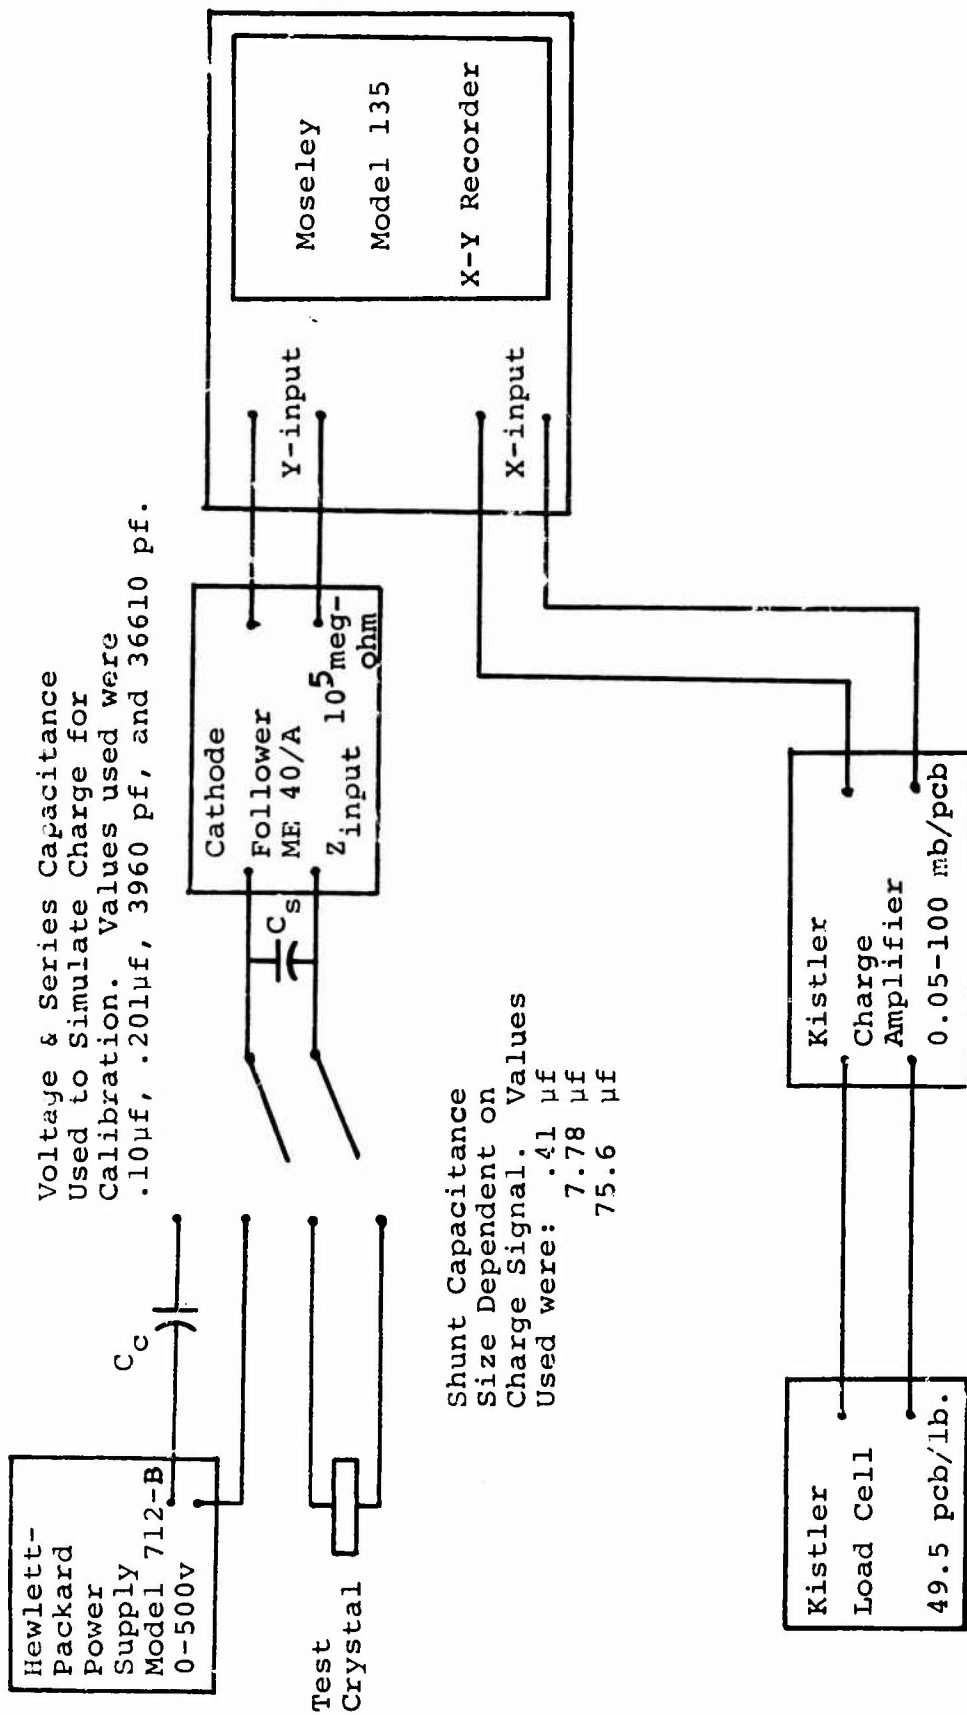 Hewlett-
Packard
Power
Supply
Model 712-B
0-500v
C_c
Voltage & Series Capacitance
Used to Simulate Charge for
Calibration. Values used were
.10µf, .201µf, 3960 pf, and 36610 pf.
Test
Crystal
Shunt Capacitance
Size Dependent on
Charge Signal. Values
Used were: .41 µf
7.78 µf
75.6 µf
C_s
Cathode
Follower
ME 40/A
Z_input 10^5 meg-
ohm
Y-input
X-input
Moseley
Model 135
X-Y Recorder
Kistler
Load Cell
49.5 pcb/lb.
Kistler
Charge
Amplifier
0.05-100 mb/pcb